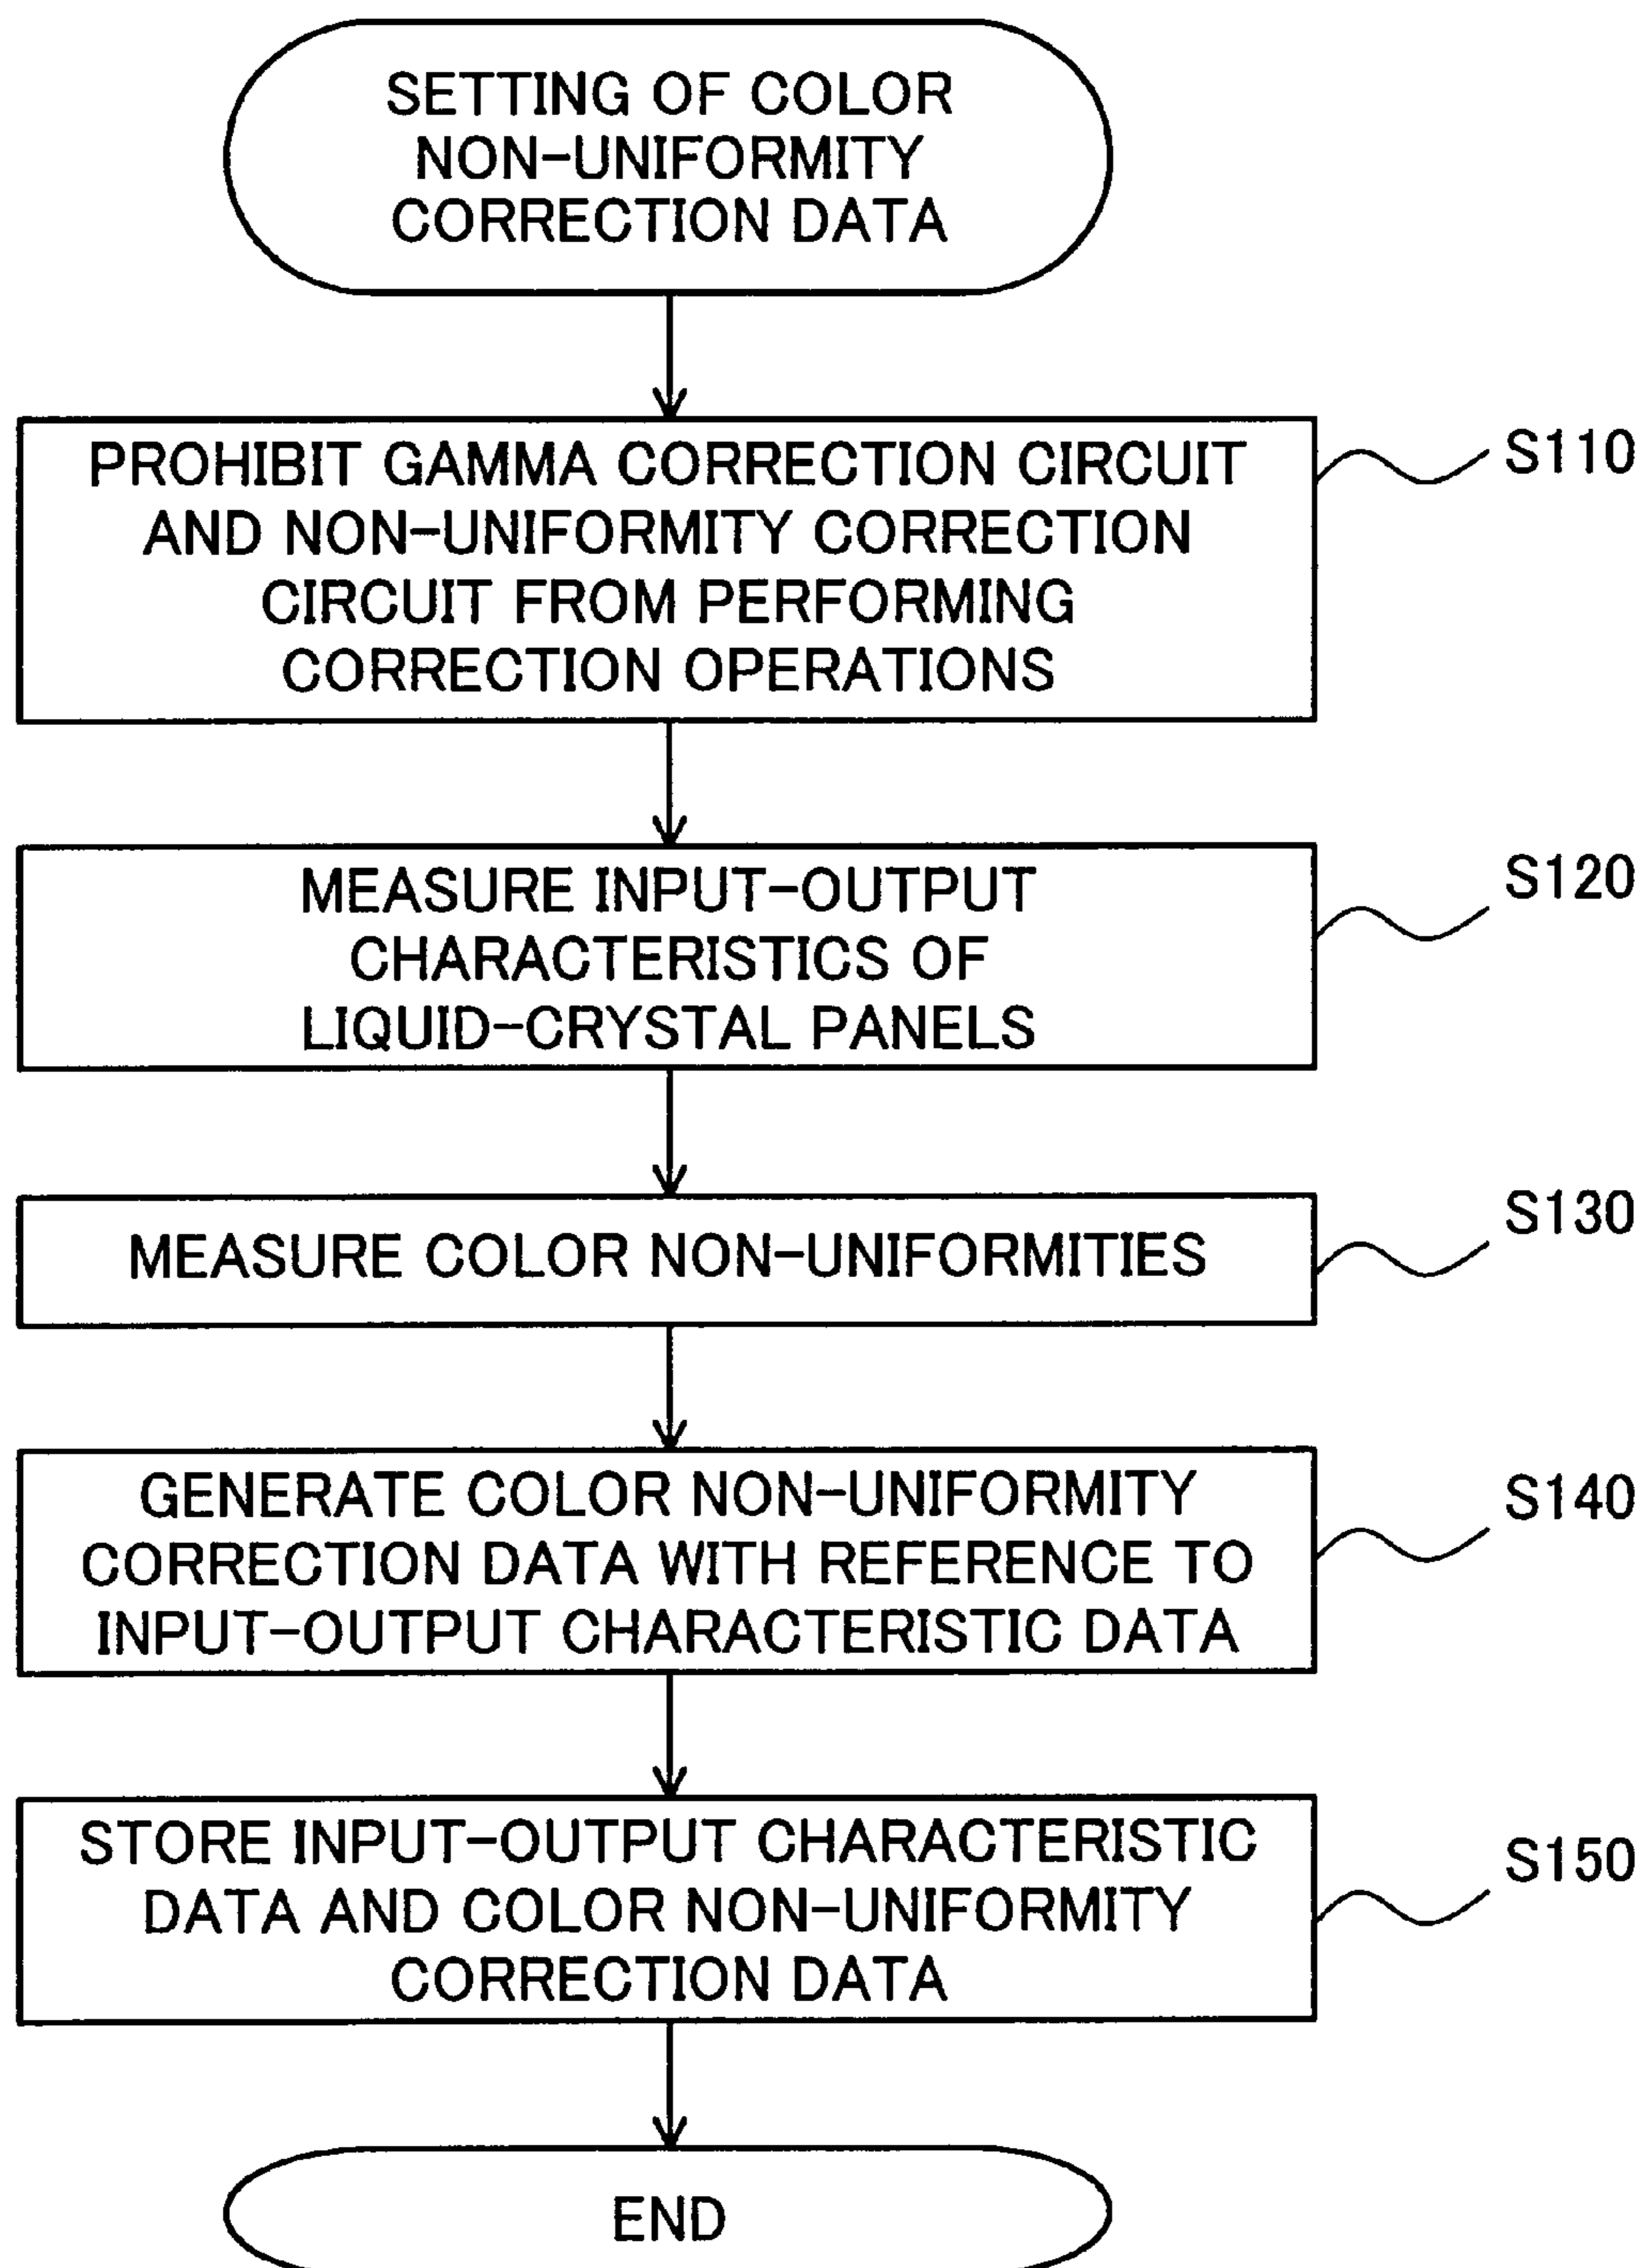 SETTING OF COLOR
NON-UNIFORMITY
CORRECTION DATA
PROHIBIT GAMMA CORRECTION CIRCUIT
AND NON-UNIFORMITY CORRECTION
CIRCUIT FROM PERFORMING
CORRECTION OPERATIONS
S110
MEASURE INPUT-OUTPUT
CHARACTERISTICS OF
LIQUID-CRYSTAL PANELS
S120
MEASURE COLOR NON-UNIFORMITIES
S130
GENERATE COLOR NON-UNIFORMITY
CORRECTION DATA WITH REFERENCE TO
INPUT-OUTPUT CHARACTERISTIC DATA
S140
STORE INPUT-OUTPUT CHARACTERISTIC
DATA AND COLOR NON-UNIFORMITY
CORRECTION DATA
S150
END